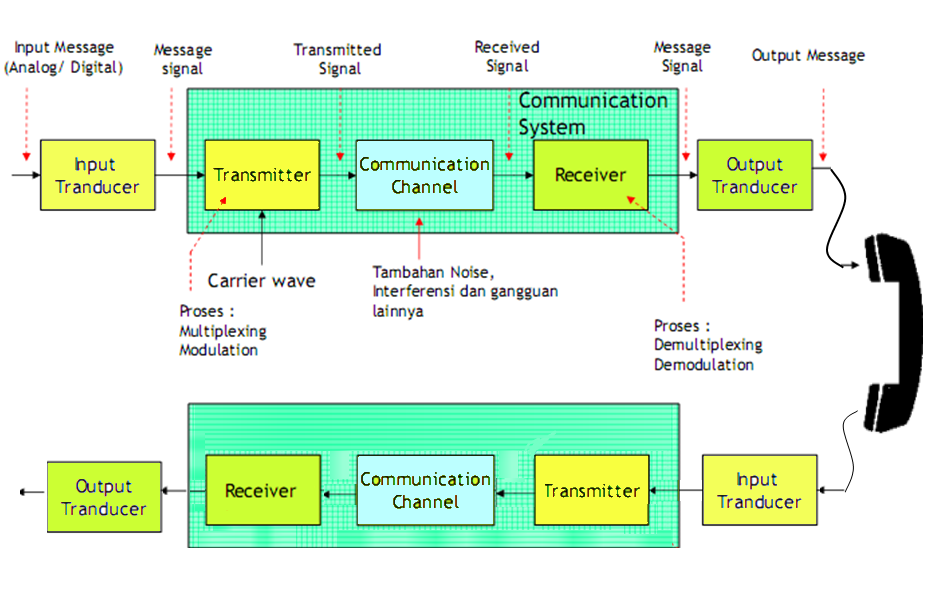 Input Message
(Analog/ Digital)
Message
signal
Transmitted
Signal
Received
Signal
Message
Signal
Output Message
Communication
System
Input
Tranducer
Transmitter
Communication
Channel
Receiver
Output
Tranducer
Carrier wave
Tambahan Noise,
Interferensi dan gangguan
lainnya
Proses :
Multiplexing
Modulation
Proses :
Demultiplexing
Demodulation
Output
Tranducer
Receiver
Communication
Channel
Transmitter
Input
Tranducer